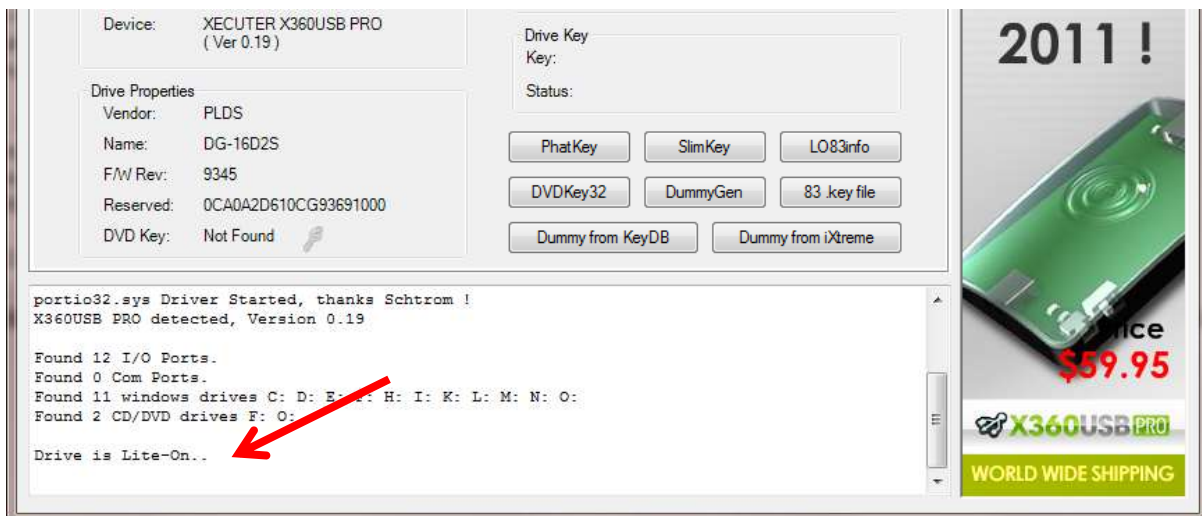 Device: XECUTER X360USB PRO
( Ver 0.19 )
Drive Properties
Vendor: PLDS
Name: DG-16D2S
F/W Rev: 9345
Reserved: 0CA0A2D610CG93691000
DVD Key: Not Found
Drive Key
Key:
Status:
PhatKey SlimKey LO83info
DVDKey32 DummyGen 83 .key file
Dummy from KeyDB Dummy from iXtreme
portio32.sys Driver Started, thanks Schtrom !
X360USB PRO detected, Version 0.19
Found 12 I/O Ports.
Found 0 Com Ports.
Found 11 windows drives C: D: E: H: I: K: L: M: N: O:
Found 2 CD/DVD drives F: O:
Drive is Lite-On..
2011 !
$59.95
X360USB PRO
WORLD WIDE SHIPPING